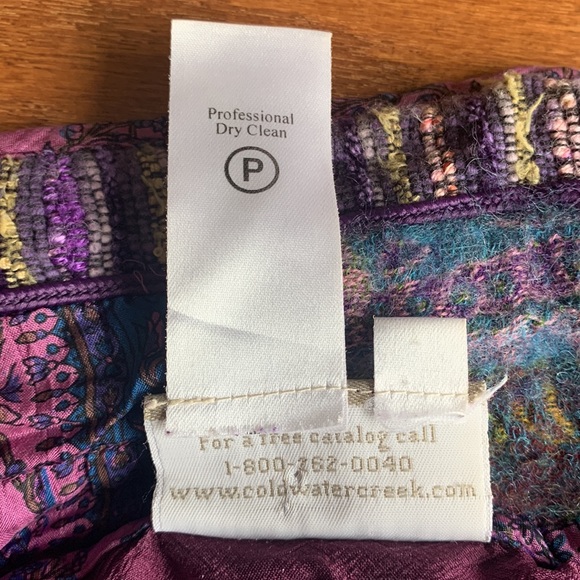 Professional
Dry Clean
P
For a free catalog call
1-800-262-0040
www.coldwatercreek.com